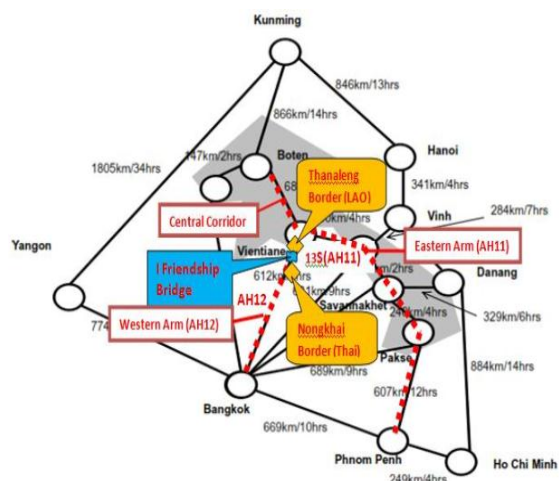 Kunming
846km/13hrs
866km/14hrs
147km/2hrs
Boten
Hanoi
Thanaleng
Border (LAO)
341km/4hrs
1805km/34hrs
Central Corridor
Vinh
284km/7hrs
Yangon
Vientiane
13S(AH11)
Eastern Arm (AH11)
I Friendship
Bridge
Danang
Savannakhet
AH12
329km/6hrs
Western Arm (AH12)
Nongkhai
Border (Thai)
Pakse
689km/9hrs
884km/14hrs
Bangkok
607km/12hrs
669km/10hrs
Phnom Penh
Ho Chi Minh
249km/4hrs